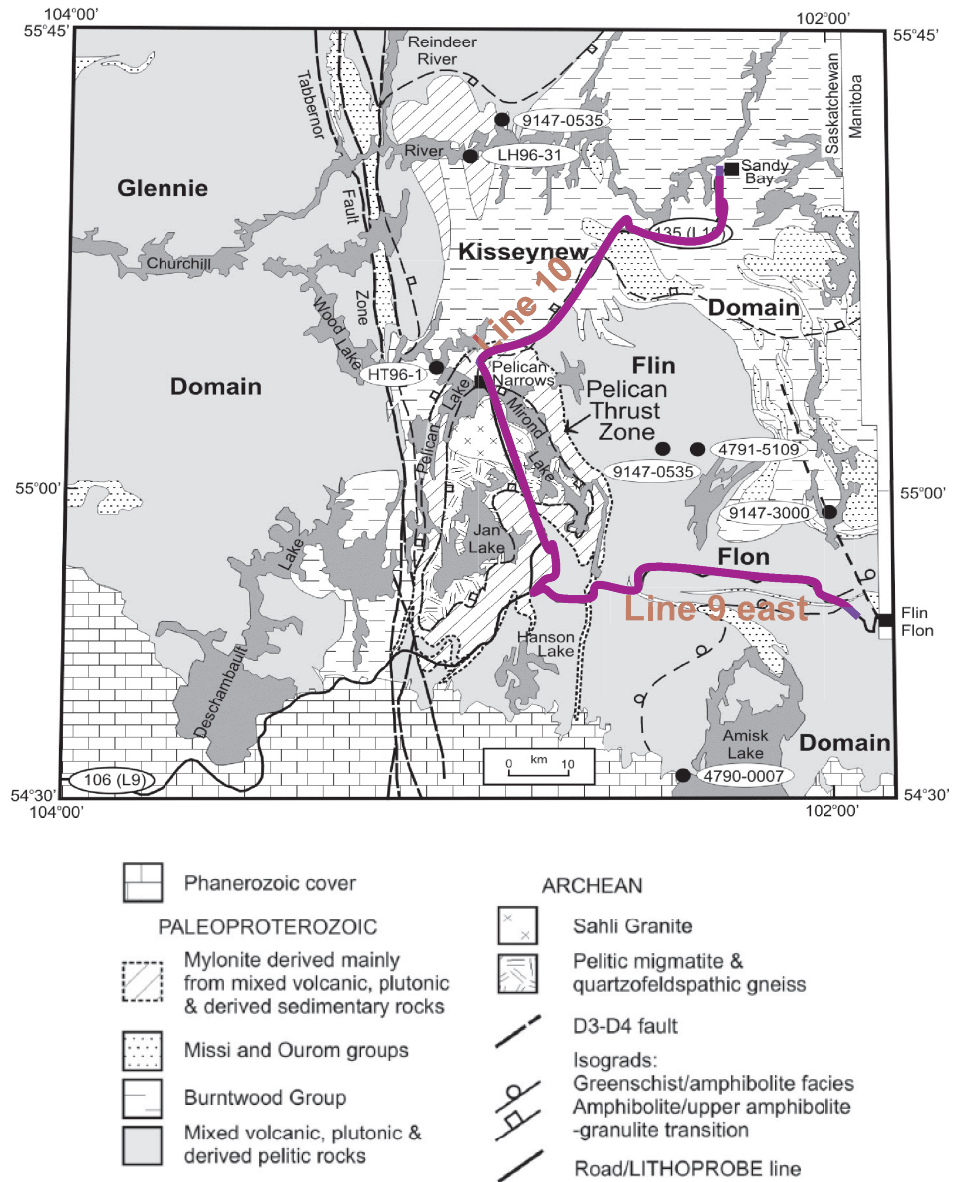 104°00'
102°00'
55°45'
55°45'
Reindeer
River
Saskatchewan
Manitoba
Tabbernor
9147-0535
River
LH96-31
Sandy
Bay
Glennie
Fault
135 (L10)
Kisseynew
Churchill
Zone
Line 10
Domain
Wood Lake
HT96-1
Pelican
Narrows
Flin
Domain
Pelican
Thrust
Zone
Pelican
Lake
Mirond
Lake
4791-5109
9147-0535
55°00'
55°00'
9147-3000
Jan
Lake
Lake
Flon
Line 9 east
Flin
Flon
Hanson
Lake
Deschambault
Amisk
Lake
Domain
km
0 10
106 (L9)
4790-0007
54°30'
54°30'
104°00'
102°00'
Phanerozoic cover
PALEOPROTEROZOIC
Mylonite derived mainly
from mixed volcanic, plutonic
& derived sedimentary rocks
Missi and Ourom groups
Burntwood Group
Mixed volcanic, plutonic &
derived pelitic rocks
ARCHEAN
Sahli Granite
Pelitic migmatite &
quartzofeldspathic gneiss
D3-D4 fault
Isograds:
Greenschist/amphibolite facies
Amphibolite/upper amphibolite
-granulite transition
Road/LITHOPROBE line